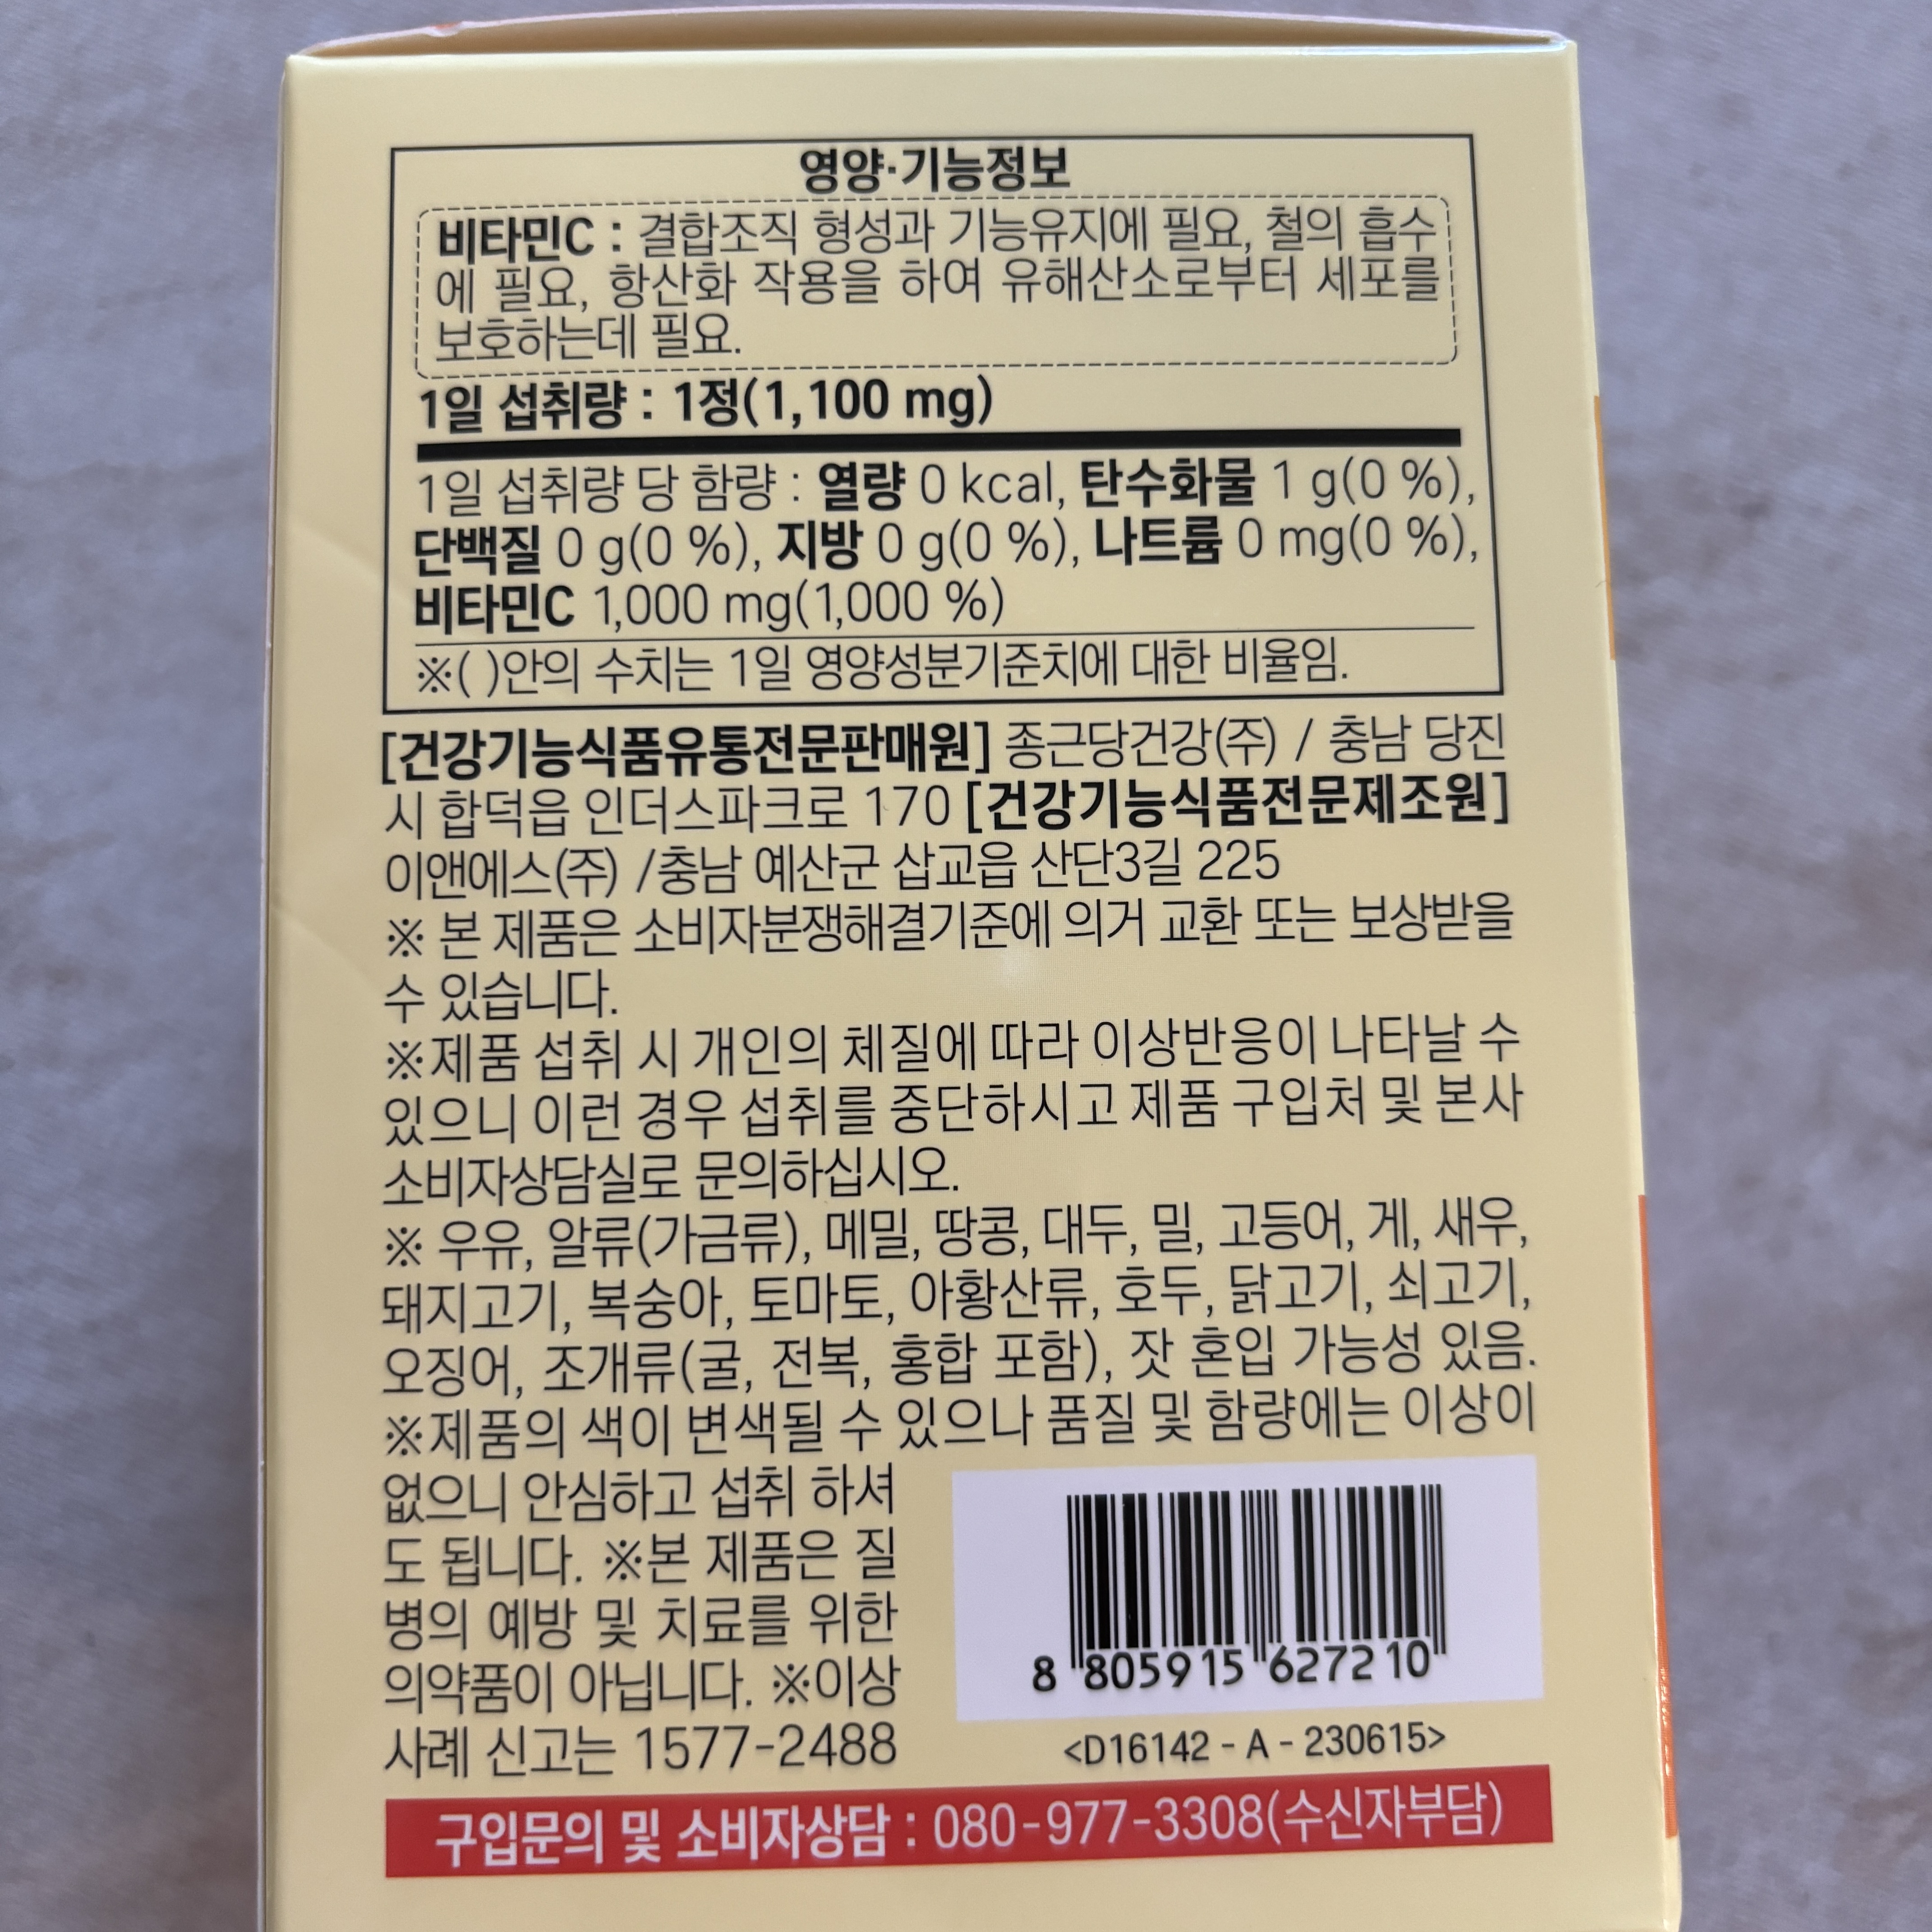 영양·기능정보
비타민C : 결합조직 형성과 기능유지에 필요, 철의 흡수
에 필요, 항산화 작용을 하여 유해산소로부터 세포를
보호하는데 필요.
1일 섭취량 : 1정(1,100 mg)
1일 섭취량 당 함량 : 열량 0 kcal, 탄수화물 1 g(0 %),
단백질 0 g(0 %), 지방 0 g(0 %), 나트륨 0 mg(0 %),
비타민C 1,000 mg(1,000 %)
※( )안의 수치는 1일 영양성분기준치에 대한 비율임.
[건강기능식품유통전문판매원] 종근당건강(주) / 충남 당진
시 합덕읍 인더스파크로 170 [건강기능식품전문제조원]
이앤에스(주) /충남 예산군 삽교읍 산단3길 225
※ 본 제품은 소비자분쟁해결기준에 의거 교환 또는 보상받을
수 있습니다.
※제품 섭취 시 개인의 체질에 따라 이상반응이 나타날 수
있으니 이런 경우 섭취를 중단하시고 제품 구입처 및 본사
소비자상담실로 문의하십시오.
※ 우유, 알류(가금류), 메밀, 땅콩, 대두, 밀, 고등어, 게, 새우,
돼지고기, 복숭아, 토마토, 아황산류, 호두, 닭고기, 쇠고기,
오징어, 조개류(굴, 전복, 홍합 포함), 잣 혼입 가능성 있음.
※제품의 색이 변색될 수 있으나 품질 및 함량에는 이상이
없으니 안심하고 섭취 하셔
도 됩니다. ※본 제품은 질
병의 예방 및 치료를 위한
의약품이 아닙니다. ※이상
사례 신고는 1577-2488
8 805915 627210
<D16142 - A - 230615>
구입문의 및 소비자상담 : 080-977-3308(수신자부담)